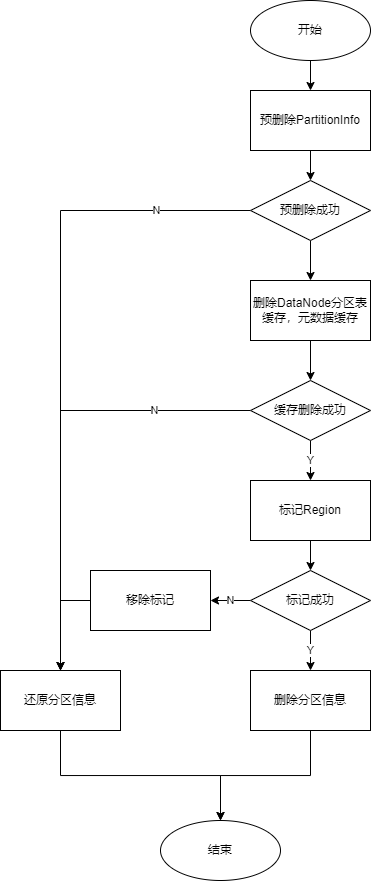 开始
预删除PartitionInfo
预删除成功
N
删除DataNode分区表
缓存，元数据缓存
缓存删除成功
N
Y
标记Region
标记成功
N
移除标记
Y
还原分区信息
删除分区信息
结束